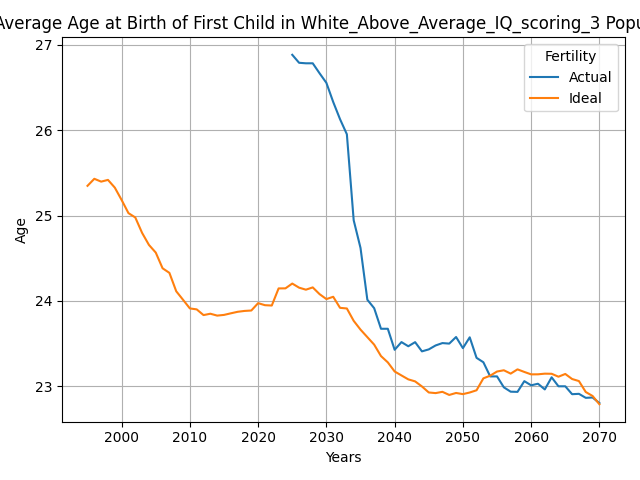 Average Age at Birth of First Child in White_Above_Average_IQ_scoring_3 Popu
27
26
25
24
23
Age
Fertility
Actual
Ideal
2000 2010 2020 2030 2040 2050 2060 2070
Years